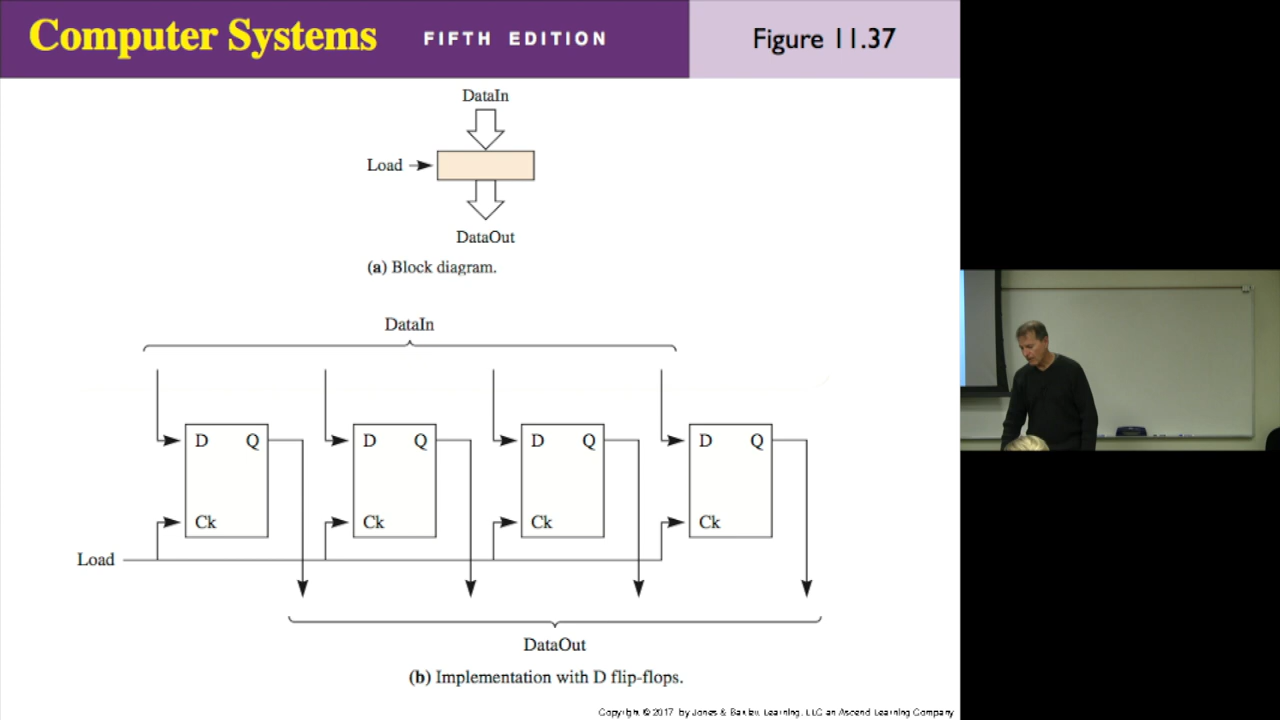 Computer Systems FIFTH EDITION Figure 11.37
DataIn
Load
DataOut
(a) Block diagram.
DataIn
D Q D Q D Q D Q
Ck Ck Ck Ck
Load
DataOut
(b) Implementation with D flip-flops.
Copyright © 2017 by Jones & Bartlett Learning, LLC an Ascend Learning Company